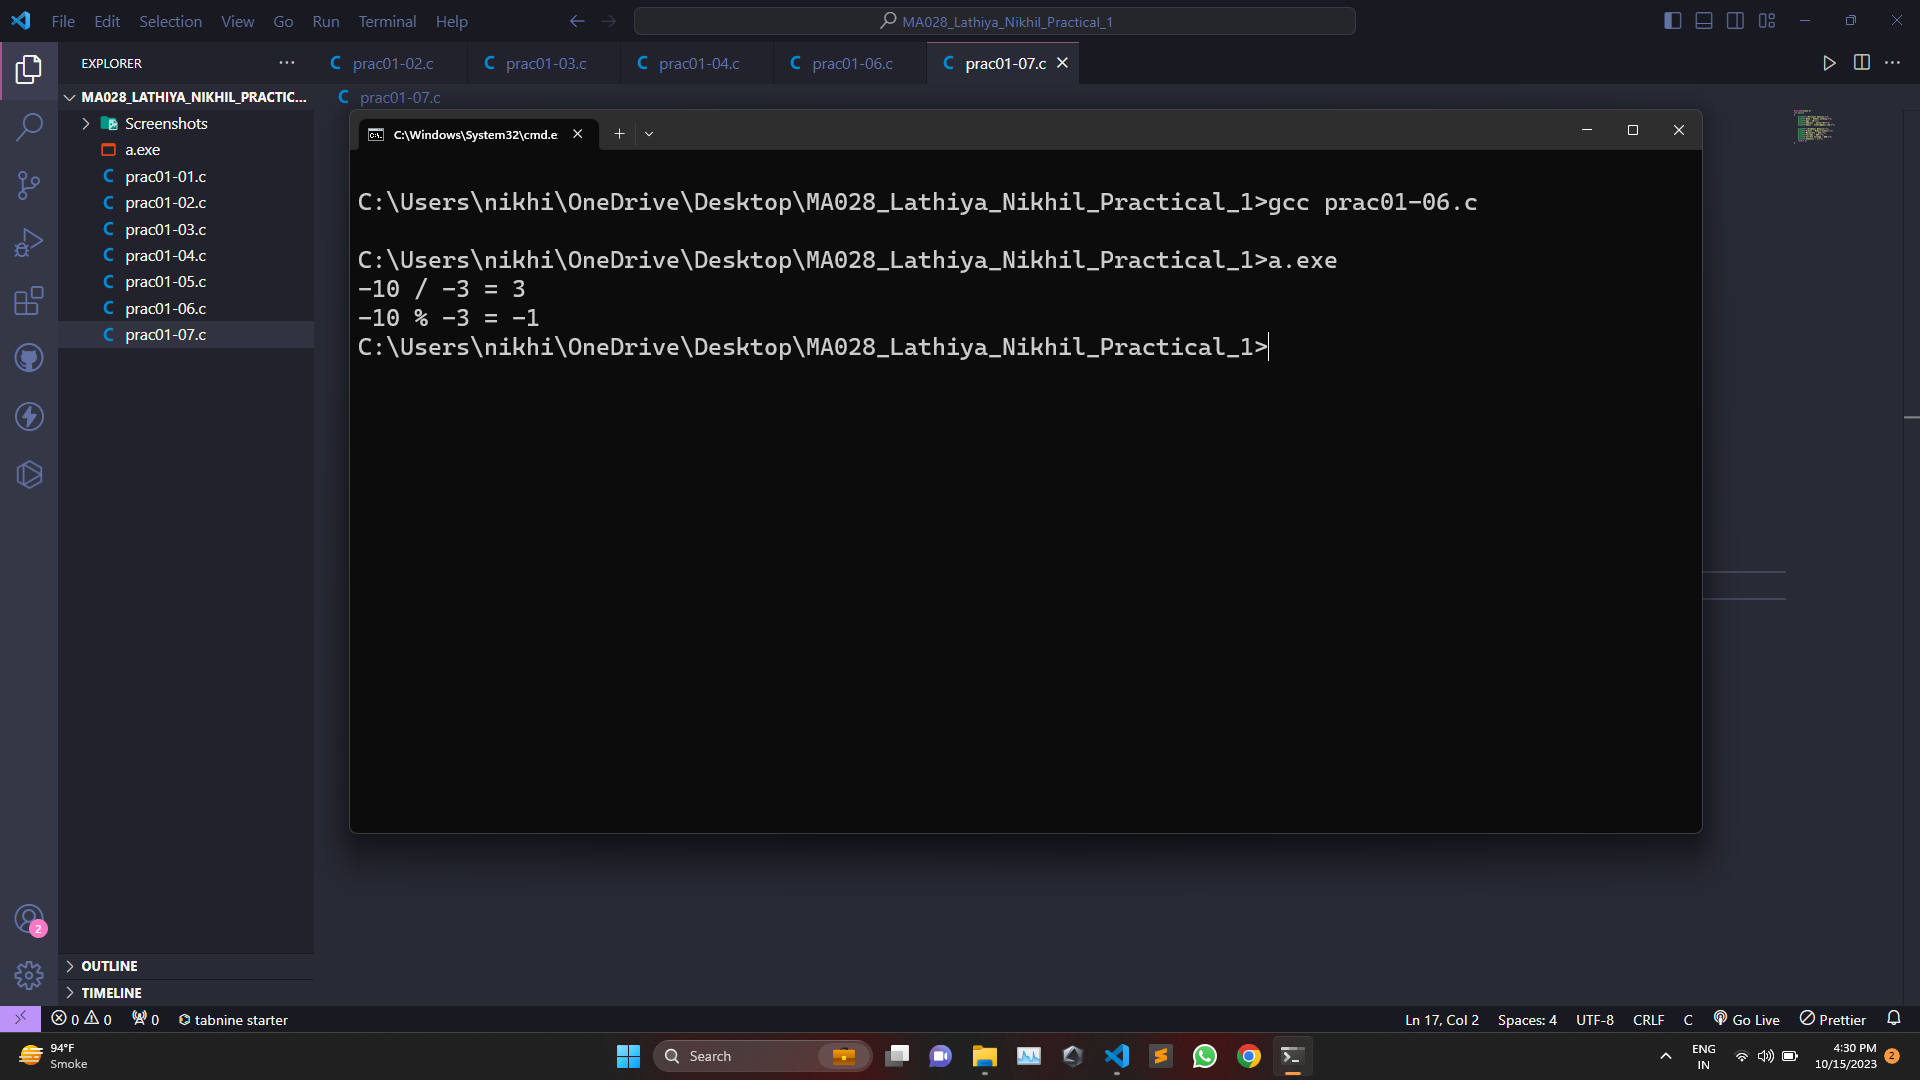 File Edit Selection View Go Run Terminal Help
MA028_Lathiya_Nikhil_Practical_1
EXPLORER
prac01-02.c
prac01-03.c
prac01-04.c
prac01-06.c
prac01-07.c
MA028_LATHIYA_NIKHIL_PRACTIC...
Screenshots
a.exe
prac01-01.c
prac01-02.c
prac01-03.c
prac01-04.c
prac01-05.c
prac01-06.c
prac01-07.c
prac01-07.c
C:\Windows\System32\cmd.e
C:\Users\nikhi\OneDrive\Desktop\MA028_Lathiya_Nikhil_Practical_1>gcc prac01-06.c
C:\Users\nikhi\OneDrive\Desktop\MA028_Lathiya_Nikhil_Practical_1>a.exe
-10 / -3 = 3
-10 % -3 = -1
C:\Users\nikhi\OneDrive\Desktop\MA028_Lathiya_Nikhil_Practical_1>
2
OUTLINE
TIMELINE
0 0 0 tabnine starter
Ln 17, Col 2 Spaces: 4 UTF-8 CRLF C Go Live Prettier
94°F
Smoke
Search
ENG
IN
4:30 PM
10/15/2023
2